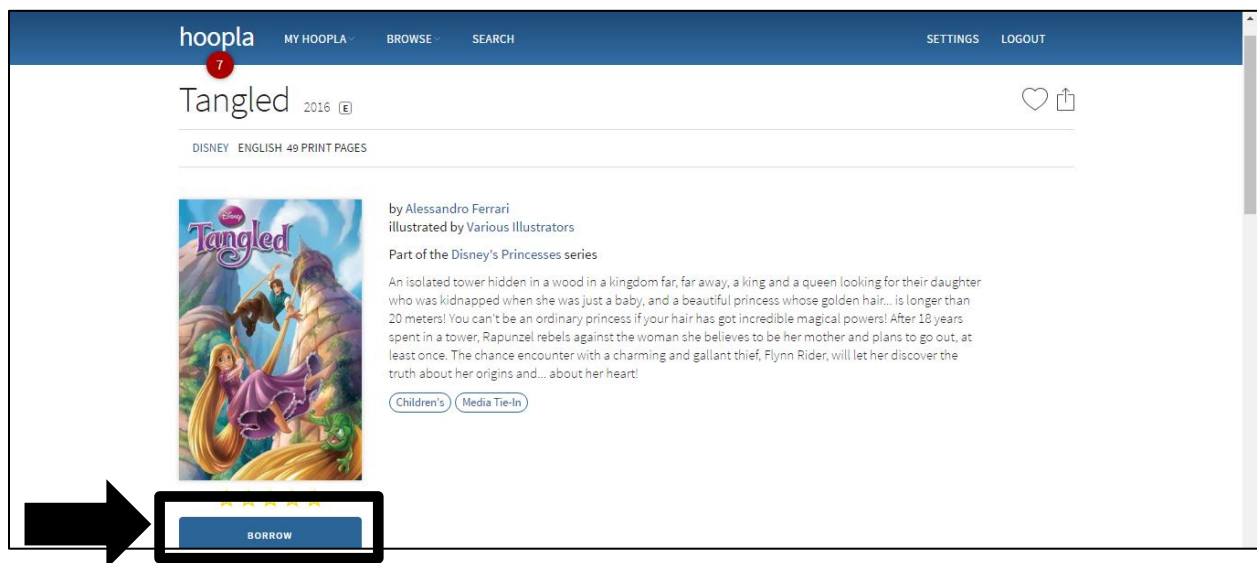 hoopla MY HOOPLA BROWSE SEARCH SETTINGS LOGOUT
7
Tangled 2016 E
DISNEY ENGLISH 49 PRINT PAGES
Disney
Tangled
by Alessandro Ferrari
illustrated by Various Illustrators
Part of the Disney's Princesses series
An isolated tower hidden in a wood in a kingdom far, far away, a king and a queen looking for their daughter
who was kidnapped when she was just a baby, and a beautiful princess whose golden hair... is longer than
20 meters! You can't be an ordinary princess if your hair has got incredible magical powers! After 18 years
spent in a tower, Rapunzel rebels against the woman she believes to be her mother and plans to go out, at
least once. The chance encounter with a charming and gallant thief, Flynn Rider, will let her discover the
truth about her origins and... about her heart!
Children's Media Tie-In
BORROW